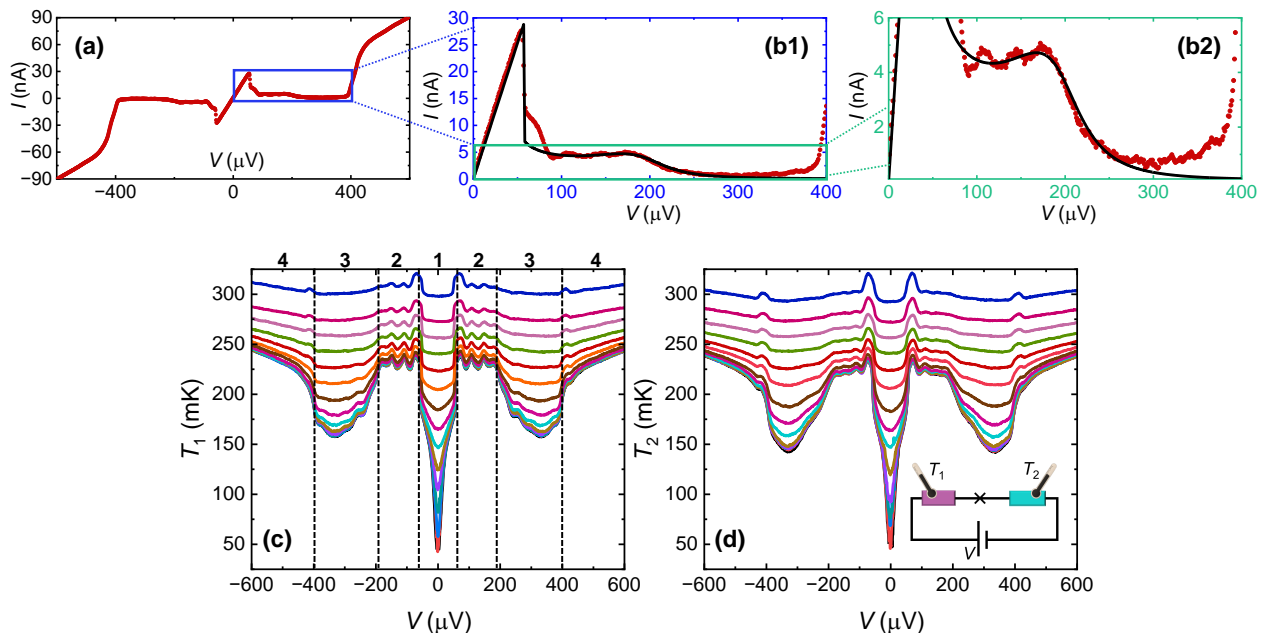 (a)
I (nA)
90
60
30
0
−30
−60
−90
V (μV)
−400
0
400
(b1)
I (nA)
30
25
20
15
10
5
0
0
100
200
300
400
V (μV)
(b2)
I (nA)
6
4
2
0
100
200
300
400
V (μV)
4 3 2 1 2 3 4
T1 (mK)
300
250
200
150
100
50
(c)
−600 −400 −200 0 200 400 600
V (μV)
T2 (mK)
300
250
200
150
100
50
(d)
T1
T2
V
−600 −400 −200 0 200 400 600
V (μV)